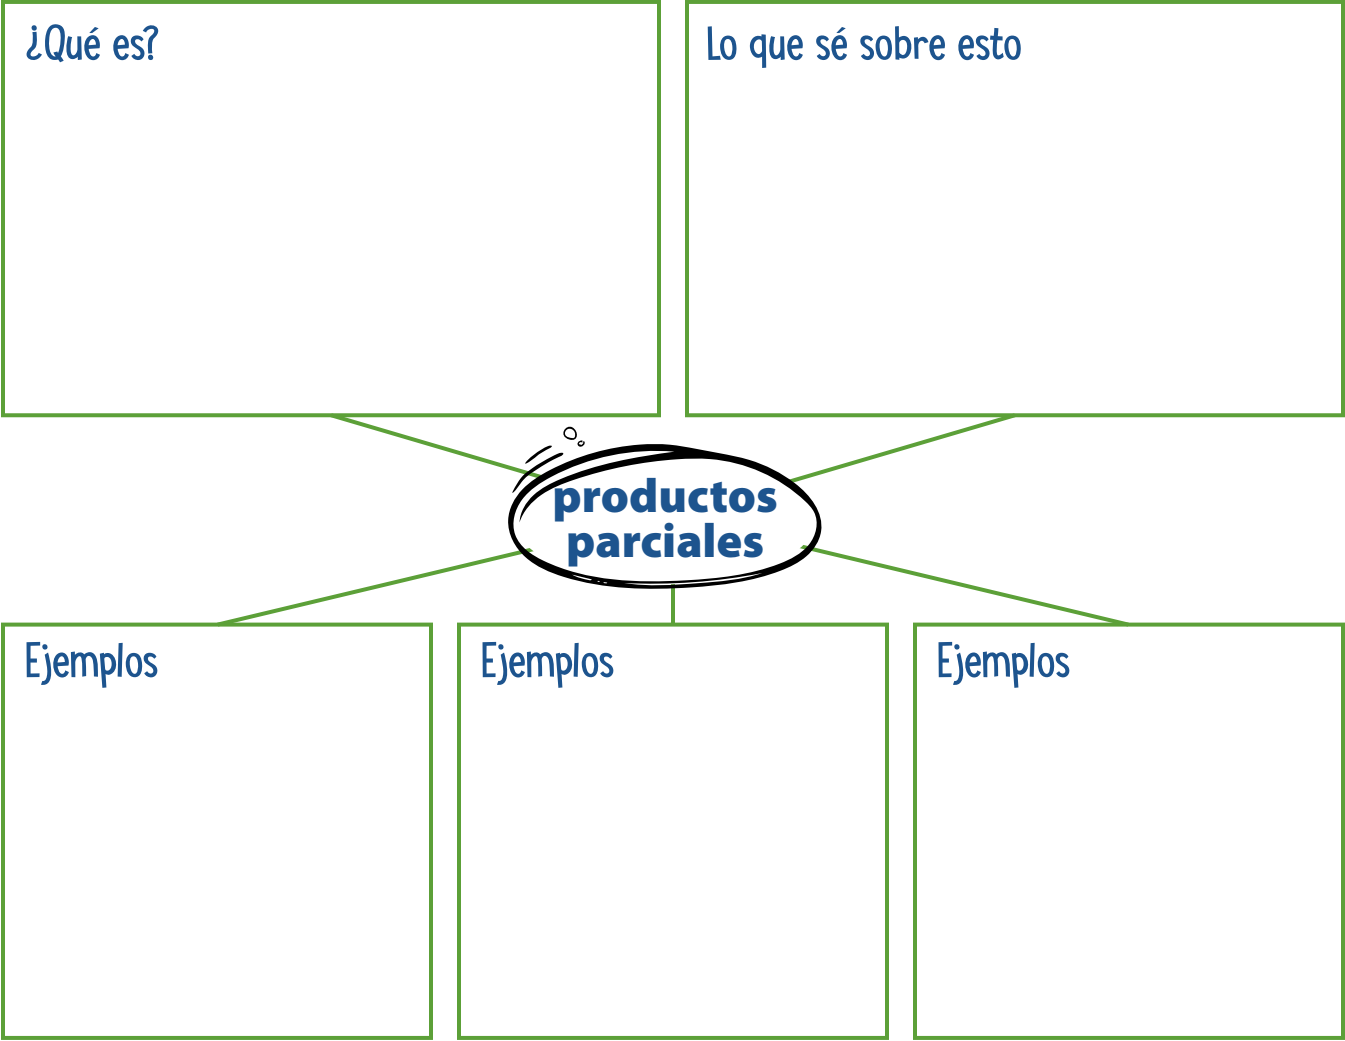 ¿Qué es?
Lo que sé sobre esto
productos
parciales
Ejemplos
Ejemplos
Ejemplos